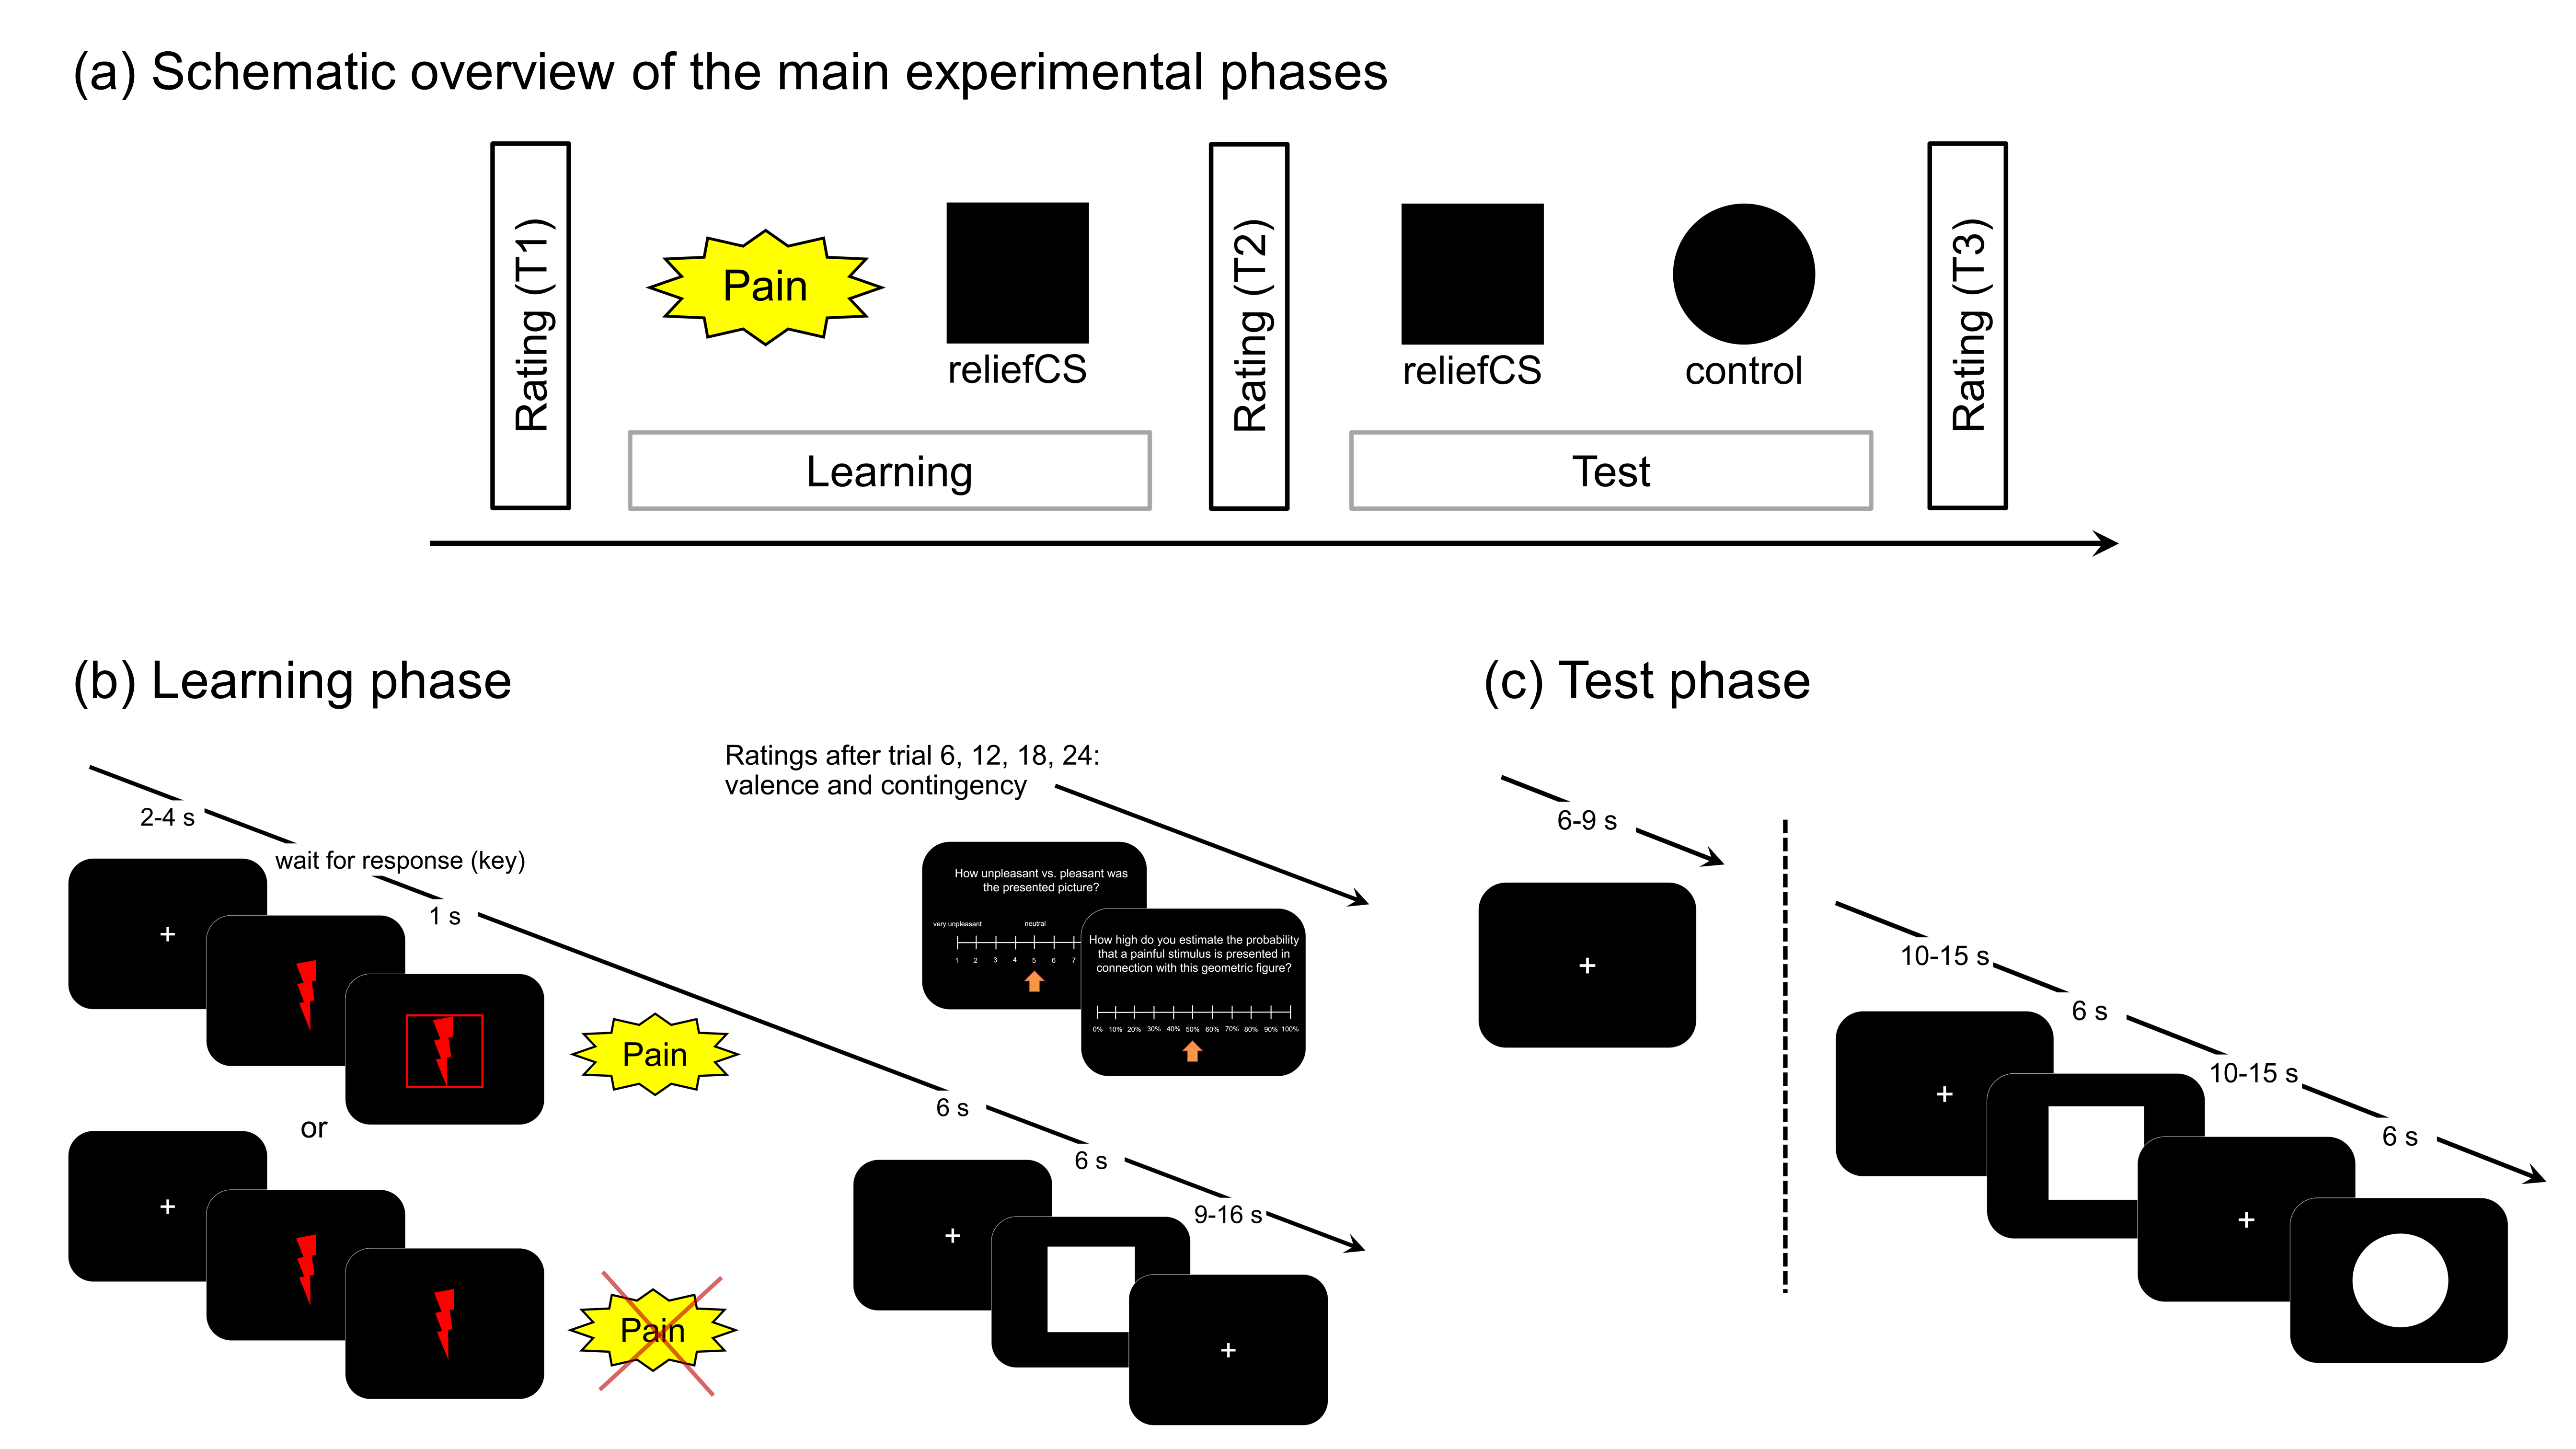 (a) Schematic overview of the main experimental phases
Rating (T1)
Pain
reliefCS
Learning
Rating (T2)
reliefCS
control
Test
Rating (T3)
(b) Learning phase
2-4 s
wait for response (key)
1 s
+
Pain
or
+
Pain
Ratings after trial 6, 12, 18, 24:
valence and contingency
How unpleasant vs. pleasant was
the presented picture?
very unpleasant neutral
1 2 3 4 5 6 7
How high do you estimate the probability
that a painful stimulus is presented in
connection with this geometric figure?
0% 10% 20% 30% 40% 50% 60% 70% 80% 90% 100%
6 s
6 s
9-16 s
+
+
(c) Test phase
6-9 s
+
10-15 s
6 s
10-15 s
6 s
+
+